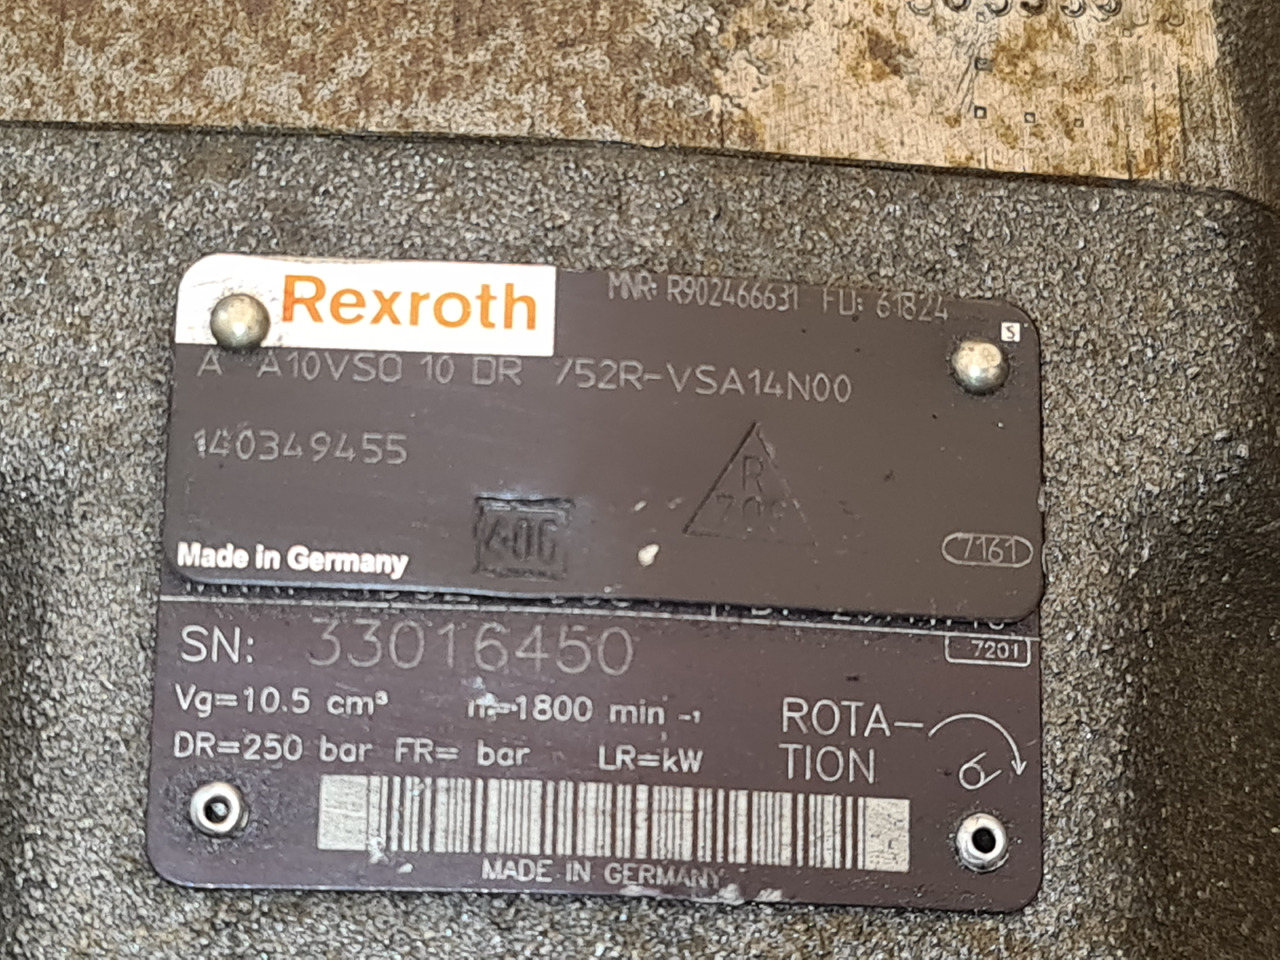 Rexroth
MNR: R902466631 FD: 61824
S
A A10VSO 10 DR /52R-VSA14N00
140349455
R
Made in Germany
7161
7201
SN: 33016450
Vg=10.5 cm³ n=1800 min -1
DR=250 bar FR= bar LR=kW
ROTA-
TION
MADE IN GERMANY